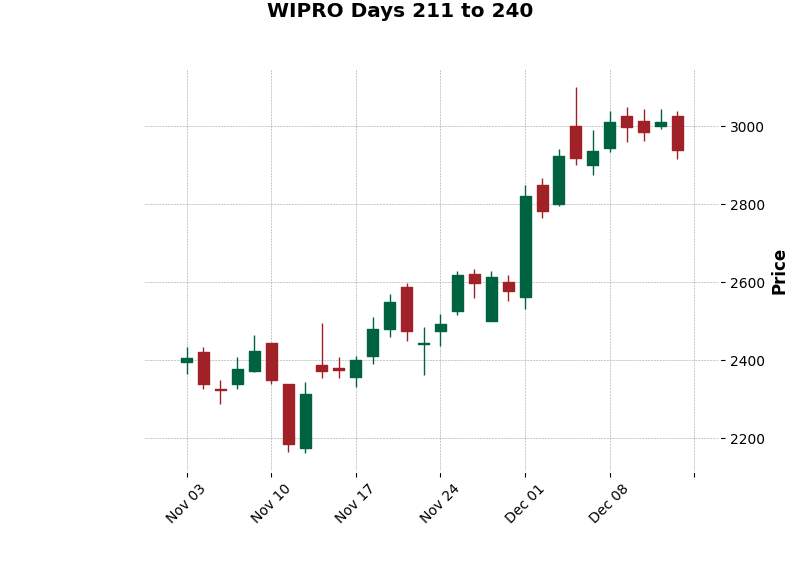 WIPRO Days 211 to 240
3000
2800
2600
2400
2200
Price
Nov 03
Nov 10
Nov 17
Nov 24
Dec 01
Dec 08